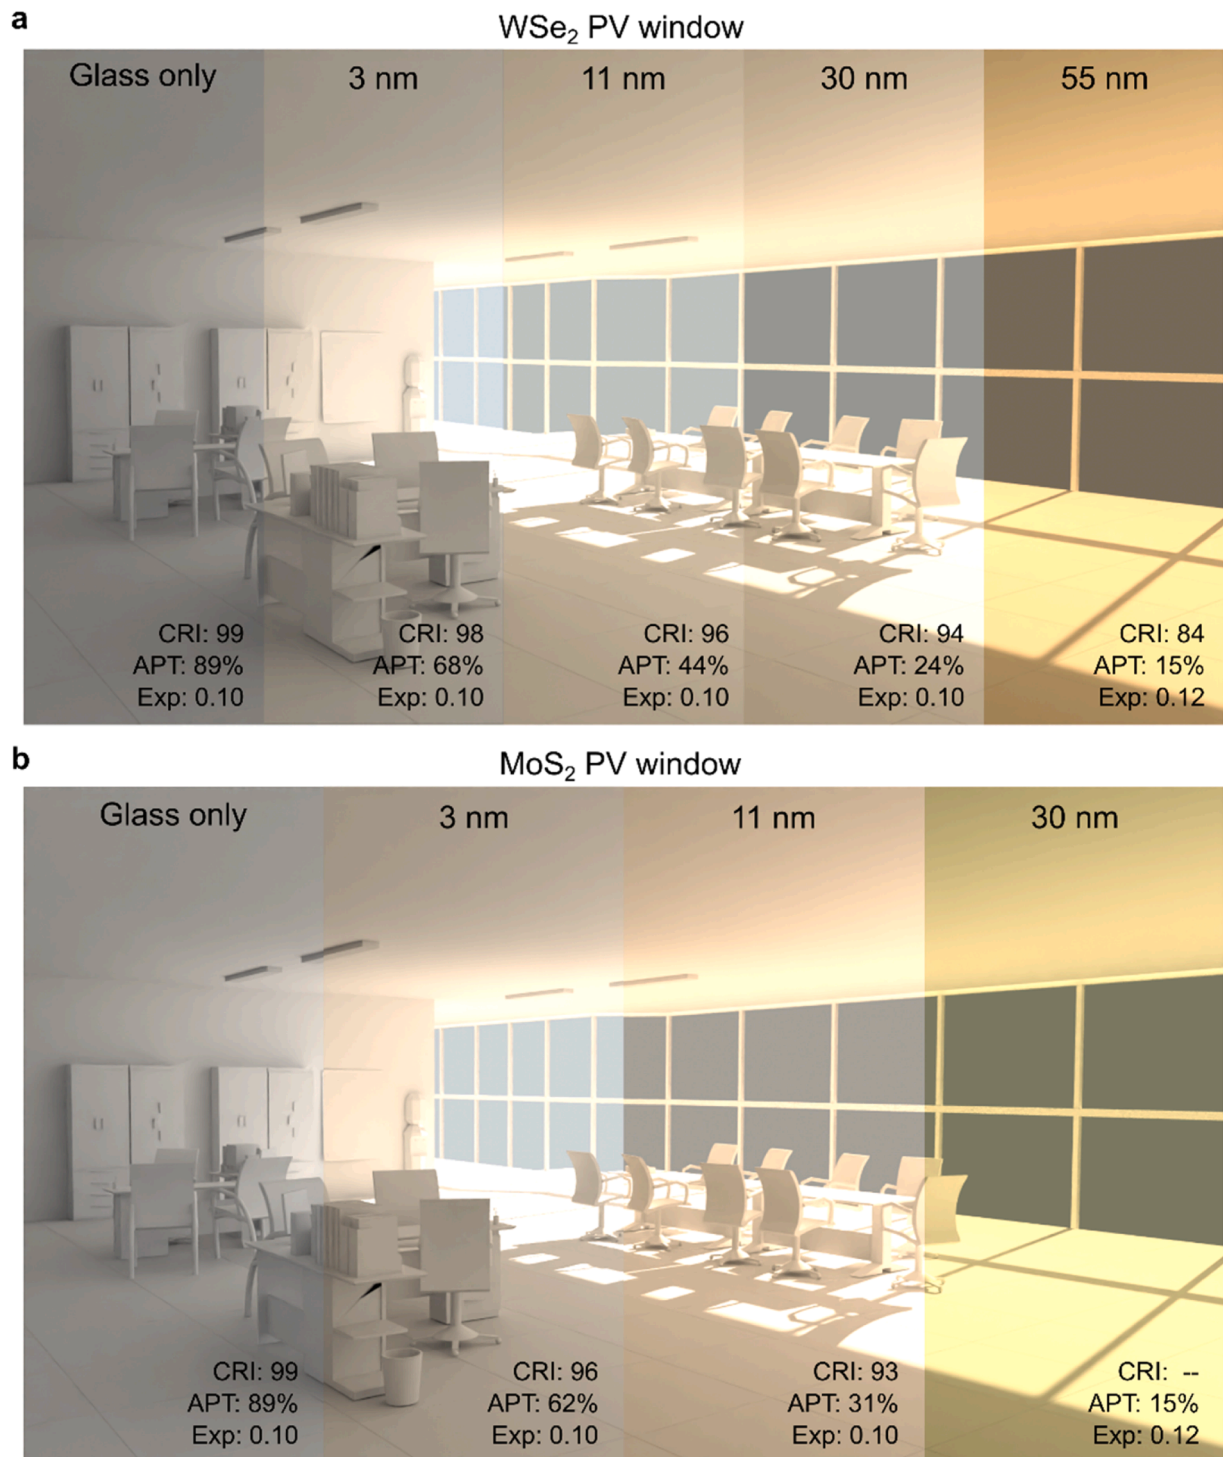 a
WSe₂ PV window
Glass only 3 nm 11 nm 30 nm 55 nm
CRI: 99 CRI: 98 CRI: 96 CRI: 94 CRI: 84
APT: 89% APT: 68% APT: 44% APT: 24% APT: 15%
Exp: 0.10 Exp: 0.10 Exp: 0.10 Exp: 0.10 Exp: 0.12
b
MoS₂ PV window
Glass only 3 nm 11 nm 30 nm
CRI: 99 CRI: 96 CRI: 93 CRI: --
APT: 89% APT: 62% APT: 31% APT: 15%
Exp: 0.10 Exp: 0.10 Exp: 0.10 Exp: 0.12